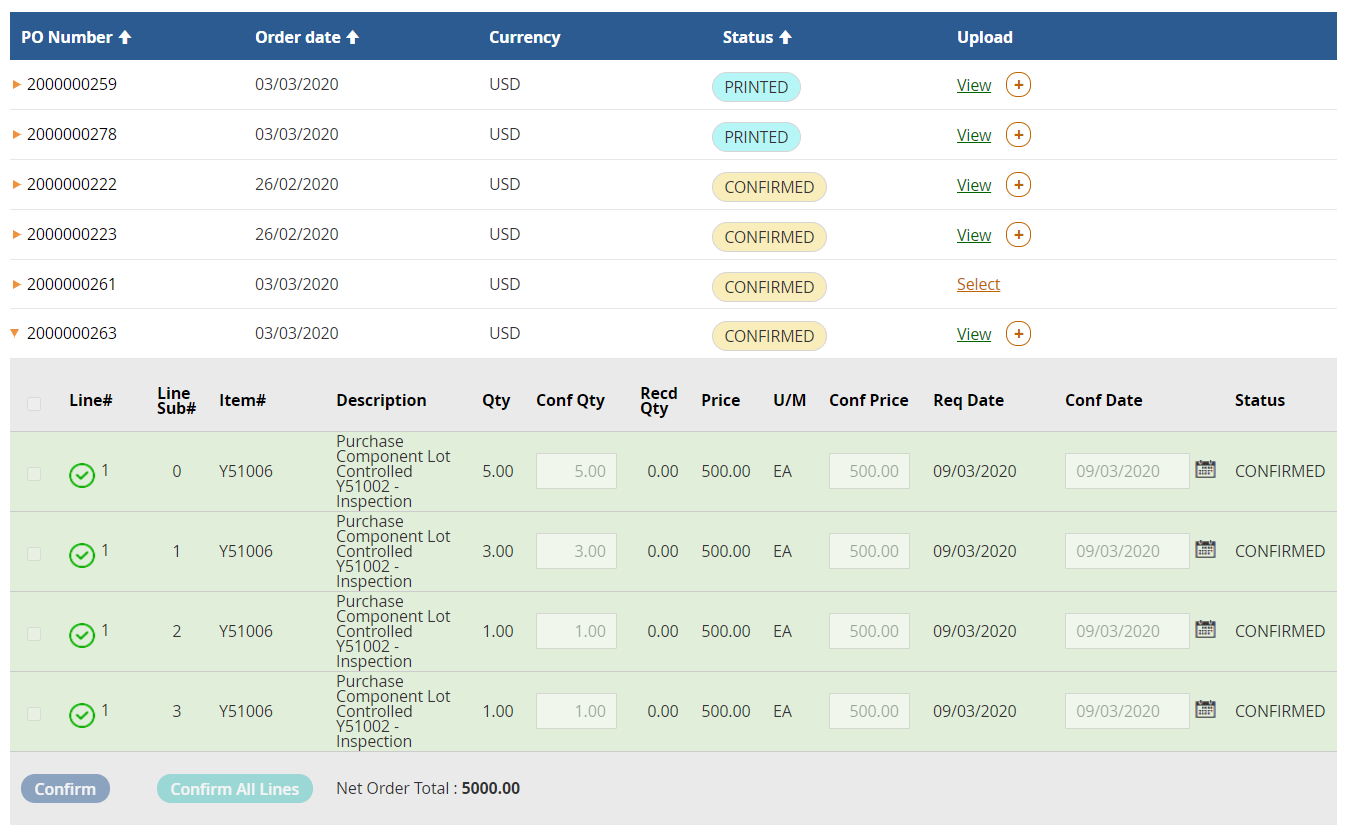 PO Number Order date Currency Status Upload
2000000259 03/03/2020 USD PRINTED View +
2000000278 03/03/2020 USD PRINTED View +
2000000222 26/02/2020 USD CONFIRMED View +
2000000223 26/02/2020 USD CONFIRMED View +
2000000261 03/03/2020 USD CONFIRMED Select
2000000263 03/03/2020 USD CONFIRMED View +
Line# Line Sub# Item# Description Qty Conf Qty Recd Qty Price U/M Conf Price Req Date Conf Date Status
1 0 Y51006 Purchase Component Lot Controlled Y51002 - Inspection 5.00 5.00 0.00 500.00 EA 500.00 09/03/2020 09/03/2020 CONFIRMED
1 1 Y51006 Purchase Component Lot Controlled Y51002 - Inspection 3.00 3.00 0.00 500.00 EA 500.00 09/03/2020 09/03/2020 CONFIRMED
1 2 Y51006 Purchase Component Lot Controlled Y51002 - Inspection 1.00 1.00 0.00 500.00 EA 500.00 09/03/2020 09/03/2020 CONFIRMED
1 3 Y51006 Purchase Component Lot Controlled Y51002 - Inspection 1.00 1.00 0.00 500.00 EA 500.00 09/03/2020 09/03/2020 CONFIRMED
Confirm Confirm All Lines Net Order Total : 5000.00